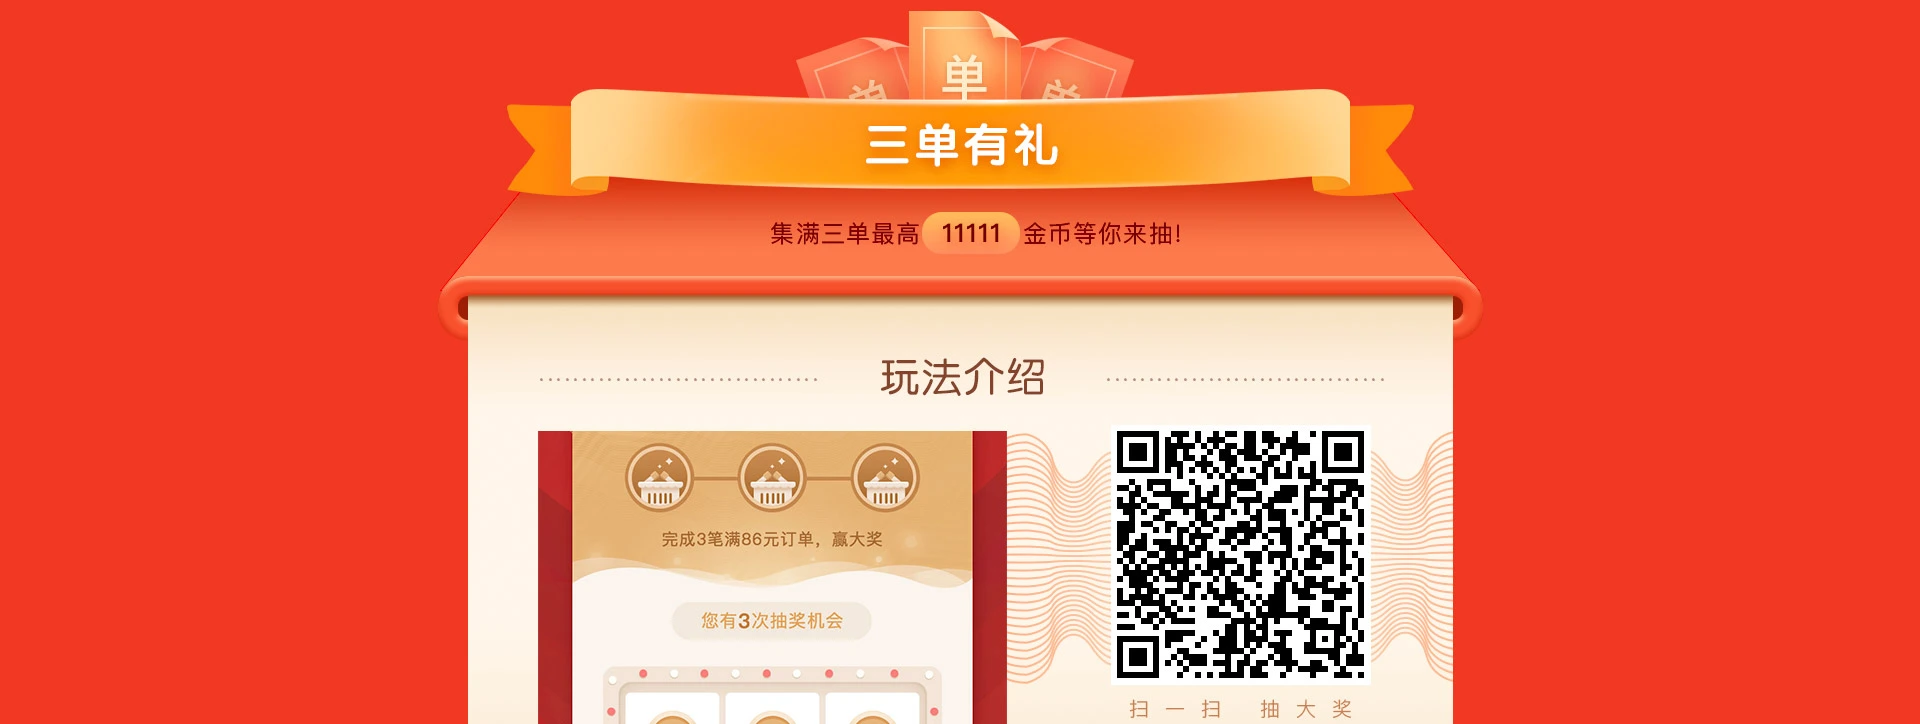 单 单 单
三单有礼
集满三单最高 11111 金币等你来抽!
玩法介绍
完成3笔满86元订单，赢大奖
您有3次抽奖机会
扫一扫 抽大奖